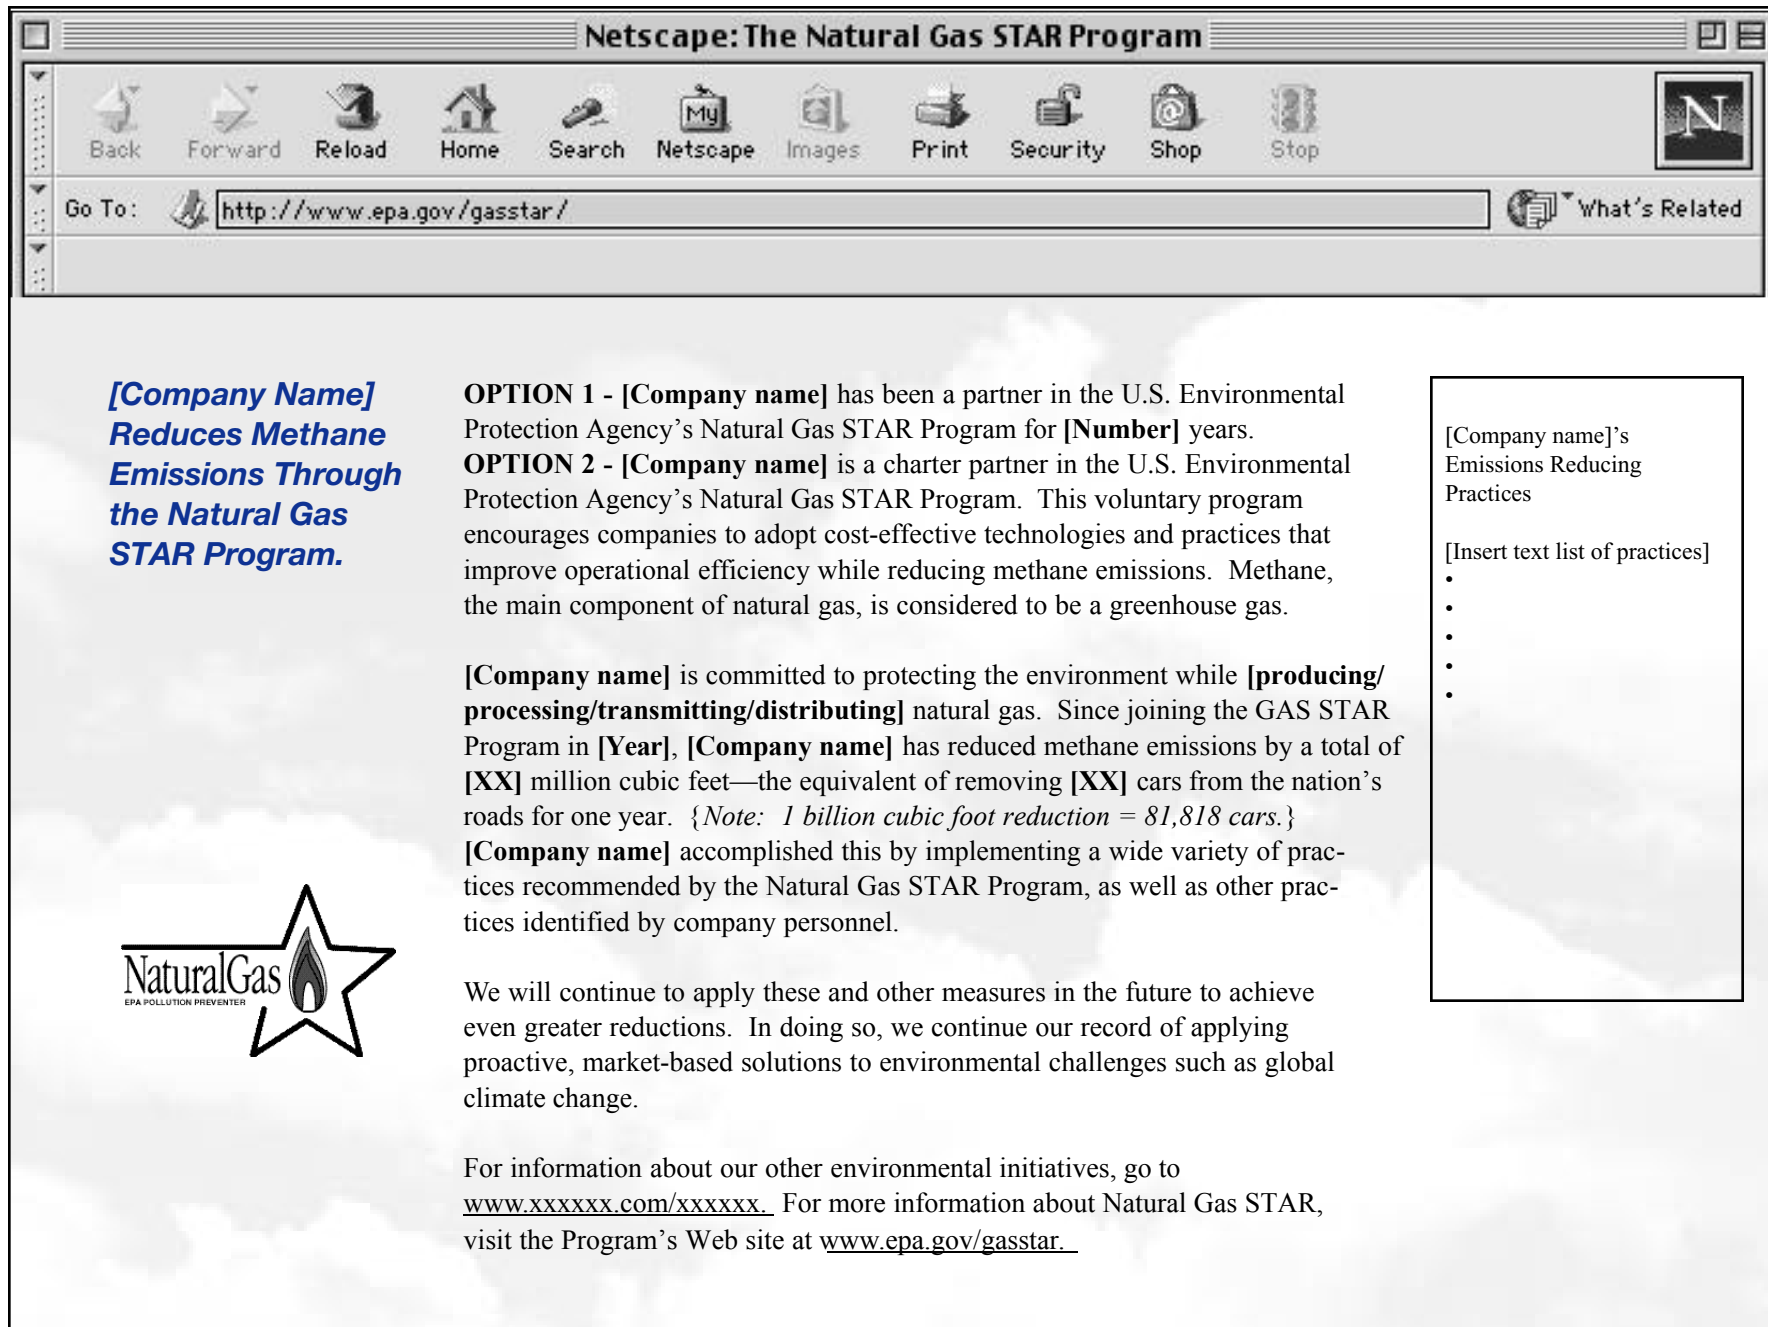 Netscape: The Natural Gas STAR Program
Back Forward Reload Home Search Netscape Images Print Security Shop Stop
My
N
Go To: http://www.epa.gov/gasstar/ What's Related
[Company Name]
Reduces Methane
Emissions Through
the Natural Gas
STAR Program.
NaturalGas
EPA POLLUTION PREVENTER
OPTION 1 - [Company name] has been a partner in the U.S. Environmental
Protection Agency's Natural Gas STAR Program for [Number] years.
OPTION 2 - [Company name] is a charter partner in the U.S. Environmental
Protection Agency's Natural Gas STAR Program.  This voluntary program
encourages companies to adopt cost-effective technologies and practices that
improve operational efficiency while reducing methane emissions.  Methane,
the main component of natural gas, is considered to be a greenhouse gas.
[Company name] is committed to protecting the environment while [producing/
processing/transmitting/distributing] natural gas.  Since joining the GAS STAR
Program in [Year], [Company name] has reduced methane emissions by a total of
[XX] million cubic feet—the equivalent of removing [XX] cars from the nation's
roads for one year.  {Note:  1 billion cubic foot reduction = 81,818 cars.}
[Company name] accomplished this by implementing a wide variety of prac-
tices recommended by the Natural Gas STAR Program, as well as other prac-
tices identified by company personnel.
We will continue to apply these and other measures in the future to achieve
even greater reductions.  In doing so, we continue our record of applying
proactive, market-based solutions to environmental challenges such as global
climate change.
For information about our other environmental initiatives, go to
www.xxxxxx.com/xxxxxx.  For more information about Natural Gas STAR,
visit the Program's Web site at www.epa.gov/gasstar.
[Company name]'s
Emissions Reducing
Practices
[Insert text list of practices]
•
•
•
•
•